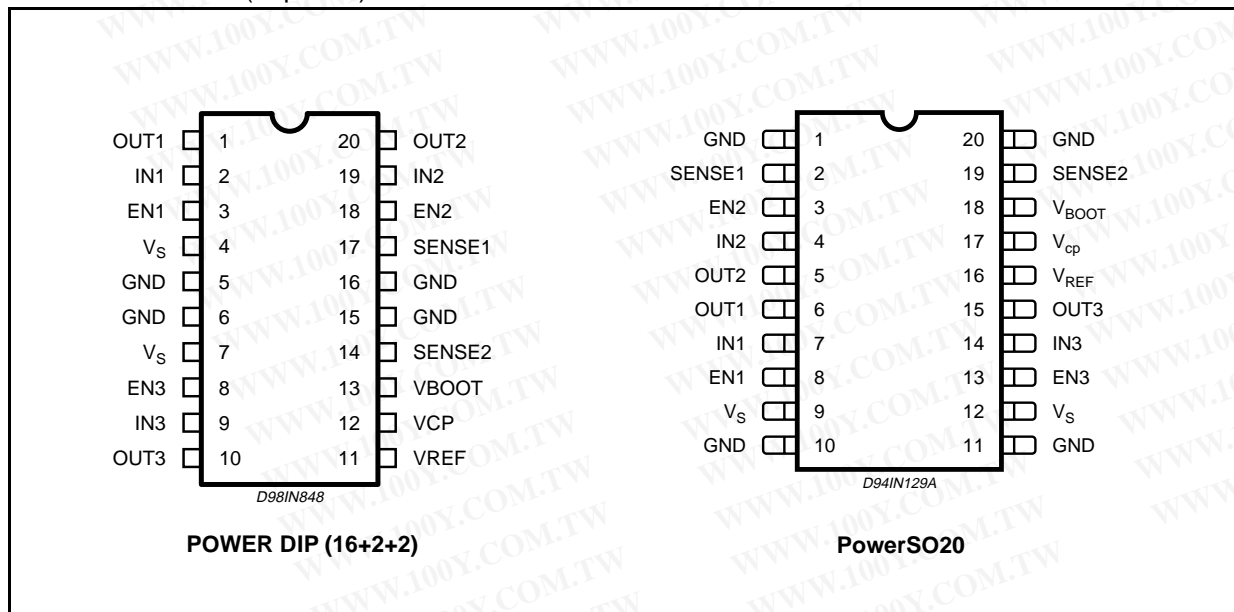 OUT1 1 20 OUT2
IN1 2 19 IN2
EN1 3 18 EN2
VS 4 17 SENSE1
GND 5 16 GND
GND 6 15 GND
VS 7 14 SENSE2
EN3 8 13 VBOOT
IN3 9 12 VCP
OUT3 10 11 VREF
D98IN848
POWER DIP (16+2+2)
GND 1 20 GND
SENSE1 2 19 SENSE2
EN2 3 18 VBOOT
IN2 4 17 Vcp
OUT2 5 16 VREF
OUT1 6 15 OUT3
IN1 7 14 IN3
EN1 8 13 EN3
VS 9 12 VS
GND 10 11 GND
D94IN129A
PowerSO20
WWW.100Y.COM.TW